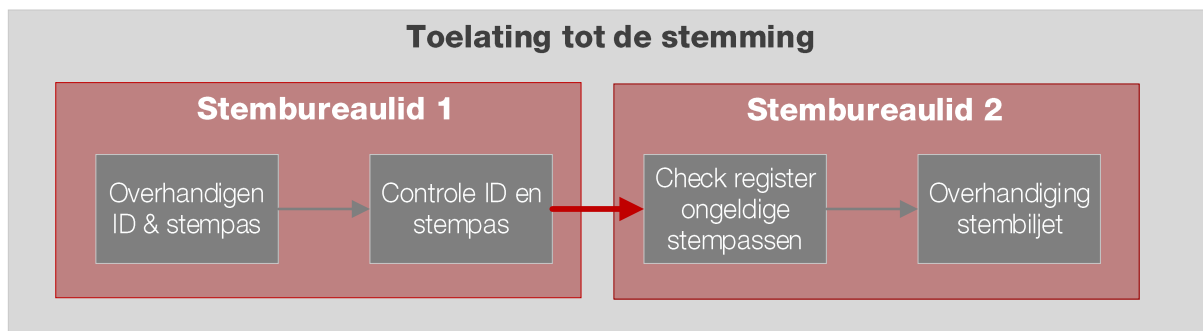 Toelating tot de stemming
Stembureaulid 1
Overhandigen
ID & stempas
Controle ID en
stempas
Stembureaulid 2
Check register
ongeldige
stempassen
Overhandiging
stembiljet